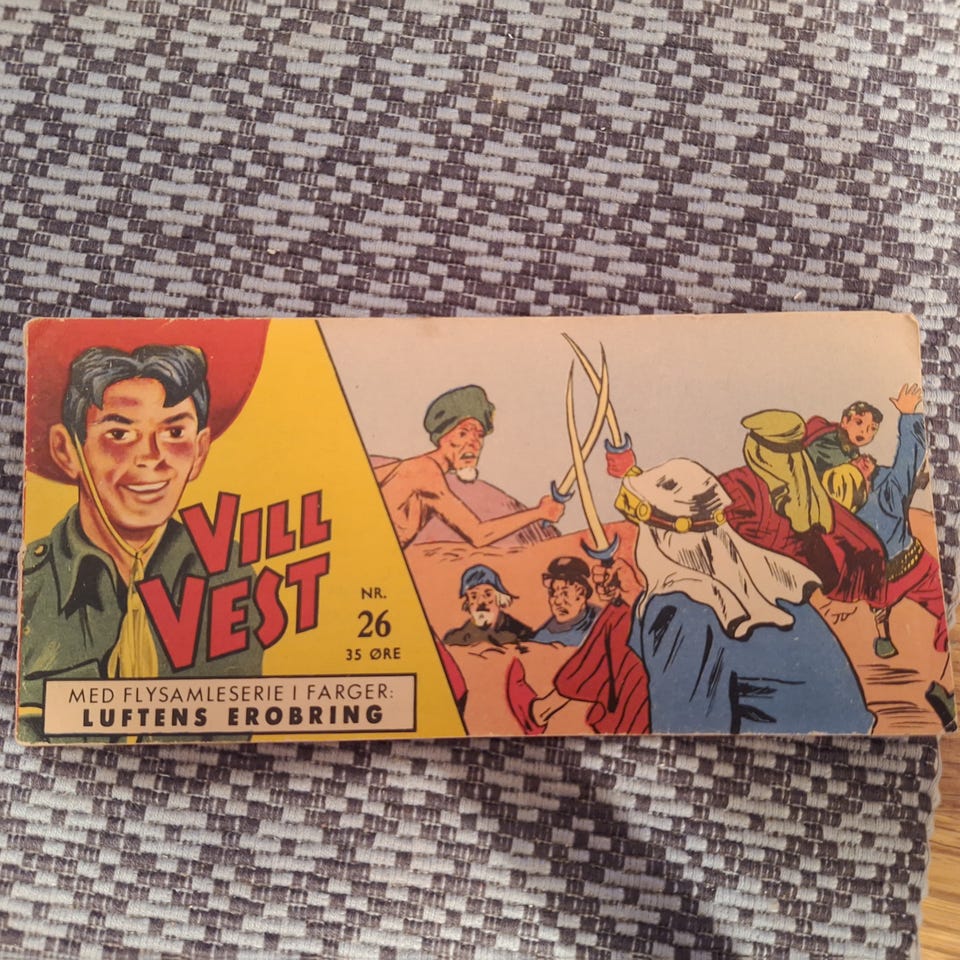 VILL
VEST
NR.
26
35 ØRE
MED FLYSAMLESERIE I FARGER:
LUFTENS EROBRING